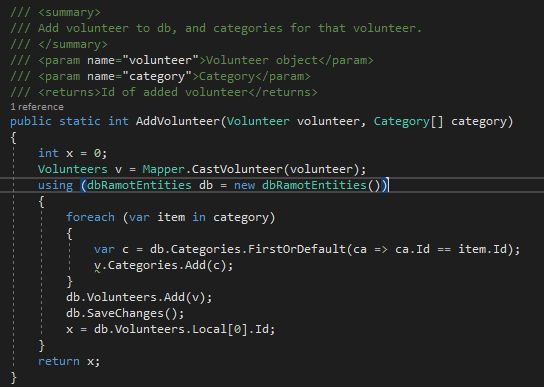 /// <summary>
/// Add volunteer to db, and categories for that volunteer.
/// </summary>
/// <param name="volunteer">Volunteer object</param>
/// <param name="category">Category</param>
/// <returns>Id of added volunteer</returns>
1 reference
public static int AddVolunteer(Volunteer volunteer, Category[] category)
{
    int x = 0;
    Volunteers v = Mapper.CastVolunteer(volunteer);
    using (dbRamotEntities db = new dbRamotEntities())
    {
        foreach (var item in category)
        {
            var c = db.Categories.FirstOrDefault(ca => ca.Id == item.Id);
            v.Categories.Add(c);
        }
        db.Volunteers.Add(v);
        db.SaveChanges();
        x = db.Volunteers.Local[0].Id;
    }
    return x;
}